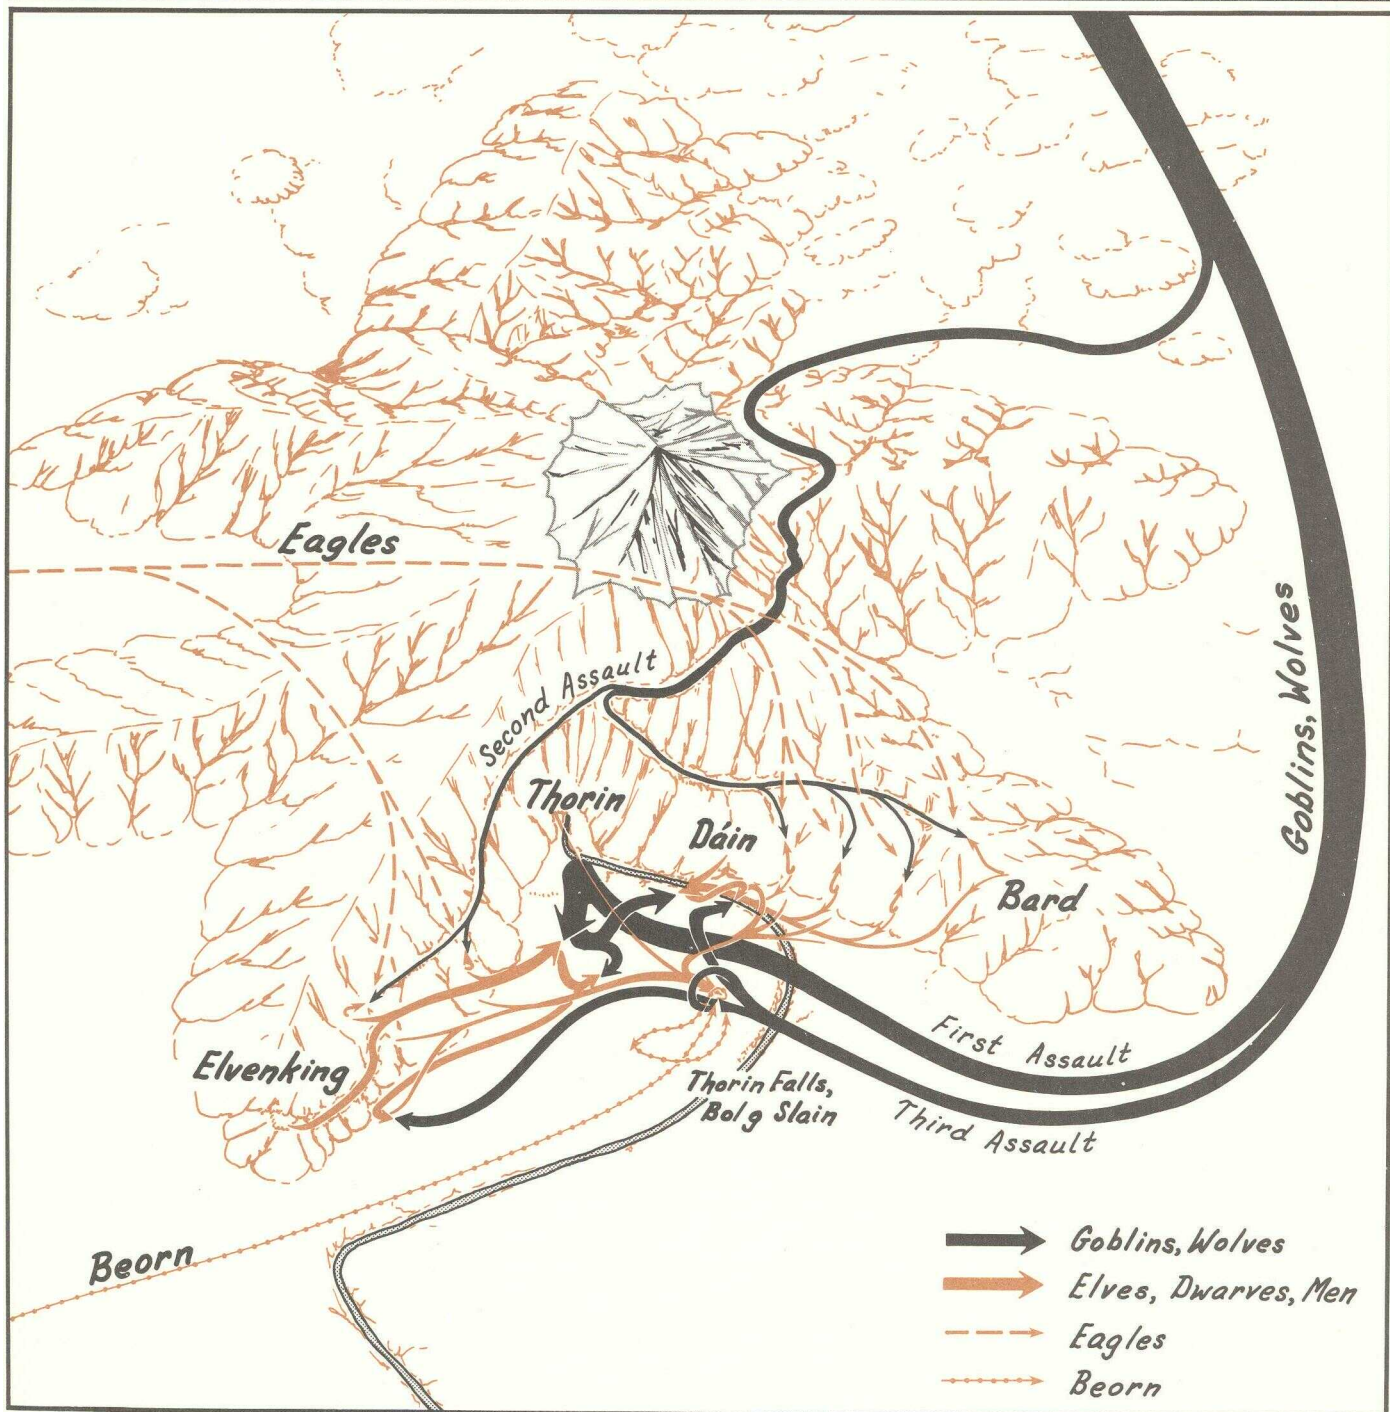 Eagles
Goblins, Wolves
Second Assault
Thorin
Dáin
Bard
First Assault
Elvenking
Thorin Falls,
Bolg Slain
Third Assault
Beorn
Goblins, Wolves
Elves, Dwarves, Men
Eagles
Beorn